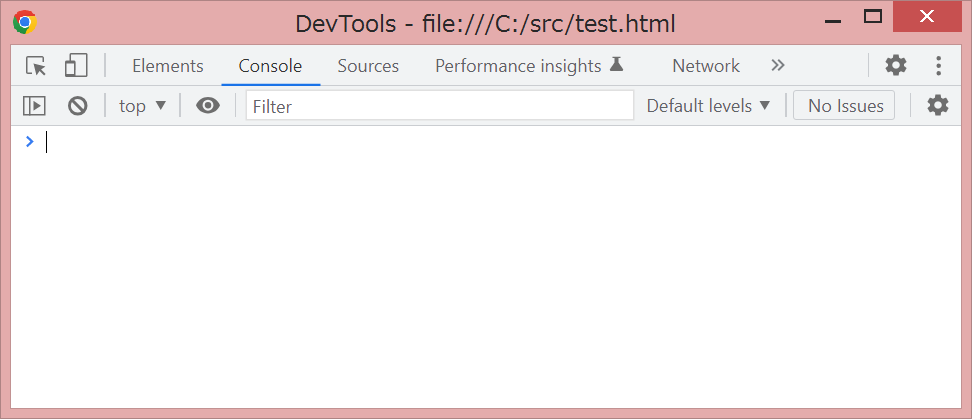 DevTools - file:///C:/src/test.html
Elements Console Sources Performance insights Network
top Filter Default levels No Issues